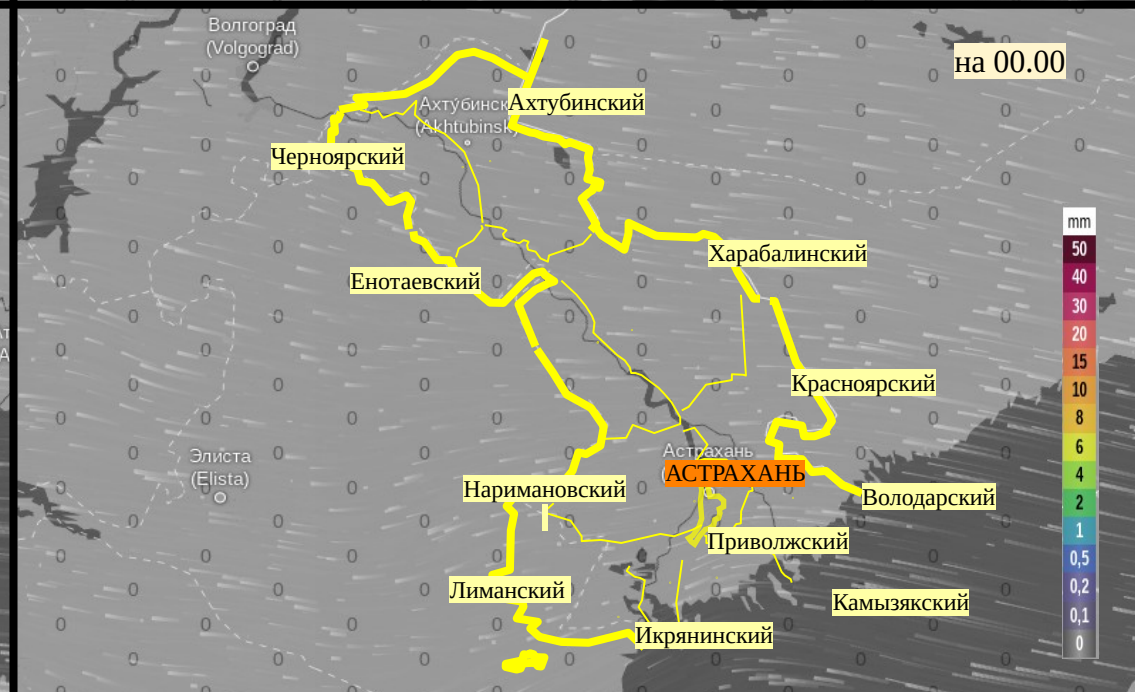 Волгоград
(Volgograd)
на 00.00
Ахтубинск
Ахтубинский
(Akhtubinsk)
Черноярский
mm
50
Харабалинский
40
Енотаевский
30
20
15
Красноярский
10
8
6
Элиста
(Elista)
Астрахань
АСТРАХАНЬ
4
Наримановский
Володарский
2
1
Приволжский
0,5
Лиманский
0,2
Камызякский
0,1
Икрянинский
0